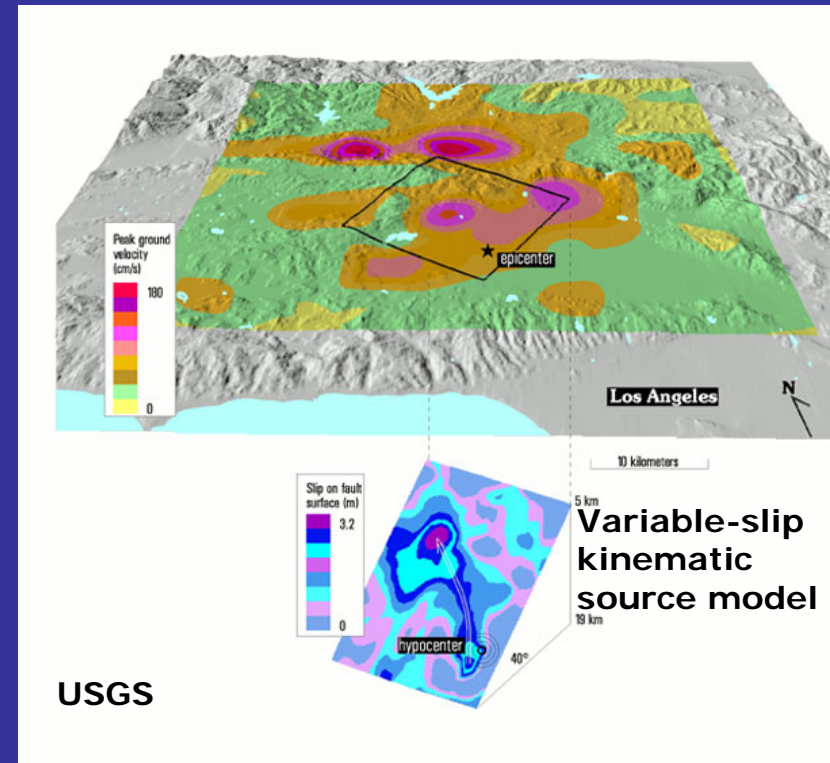 Peak ground
velocity
(cm/s)
180
0
epicenter
Los Angeles
N
10 kilometers
Slip on fault
surface (m)
3.2
0
hypocenter
5 km
19 km
40°
Variable-slip
kinematic
source model
USGS